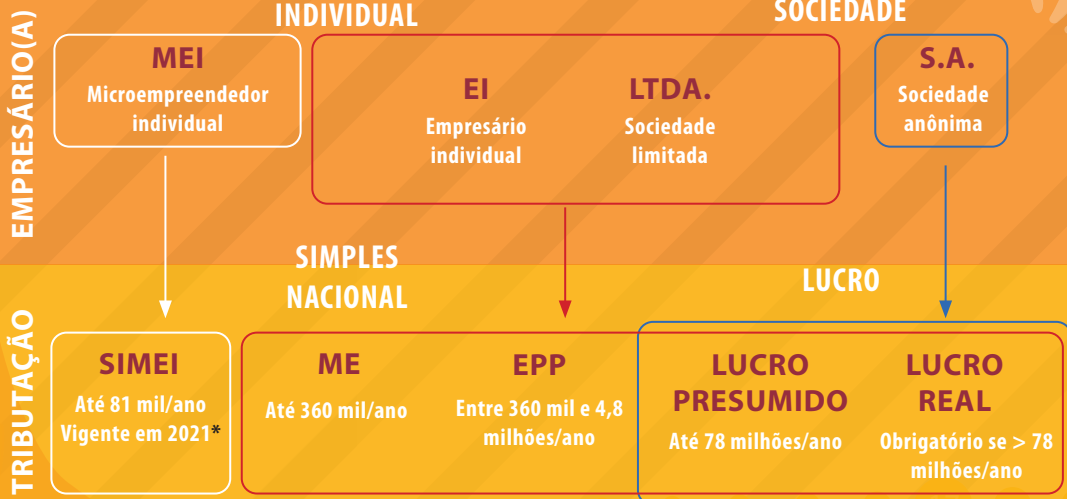 EMPRESÁRIO(A)
INDIVIDUAL
SOCIEDADE
MEI
Microempreendedor
individual
EI
Empresário
individual
LTDA.
Sociedade
limitada
S.A.
Sociedade
anônima
TRIBUTAÇÃO
SIMPLES
NACIONAL
LUCRO
SIMEI
Até 81 mil/ano
Vigente em 2021*
ME
Até 360 mil/ano
EPP
Entre 360 mil e 4,8
milhões/ano
LUCRO
PRESUMIDO
Até 78 milhões/ano
LUCRO
REAL
Obrigatório se > 78
milhões/ano